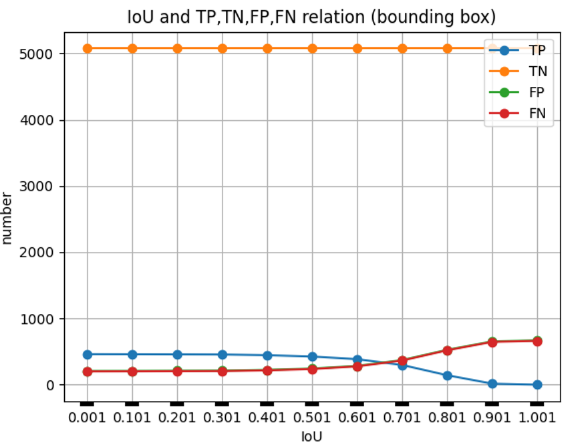 IoU and TP,TN,FP,FN relation (bounding box)
TP
TN
FP
FN
5000
4000
3000
2000
1000
0
number
0.001 0.101 0.201 0.301 0.401 0.501 0.601 0.701 0.801 0.901 1.001
IoU